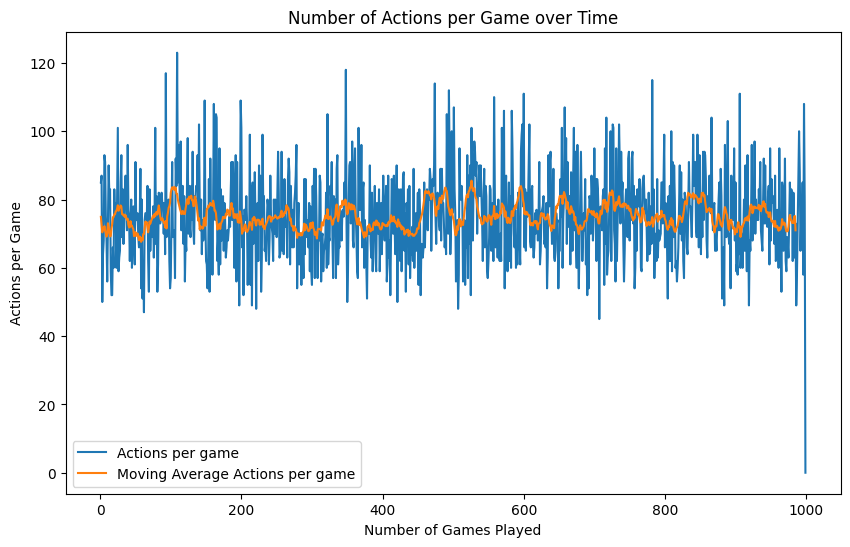 Number of Actions per Game over Time
Actions per Game
120
100
80
60
40
20
0
Actions per game
Moving Average Actions per game
0 200 400 600 800 1000
Number of Games Played